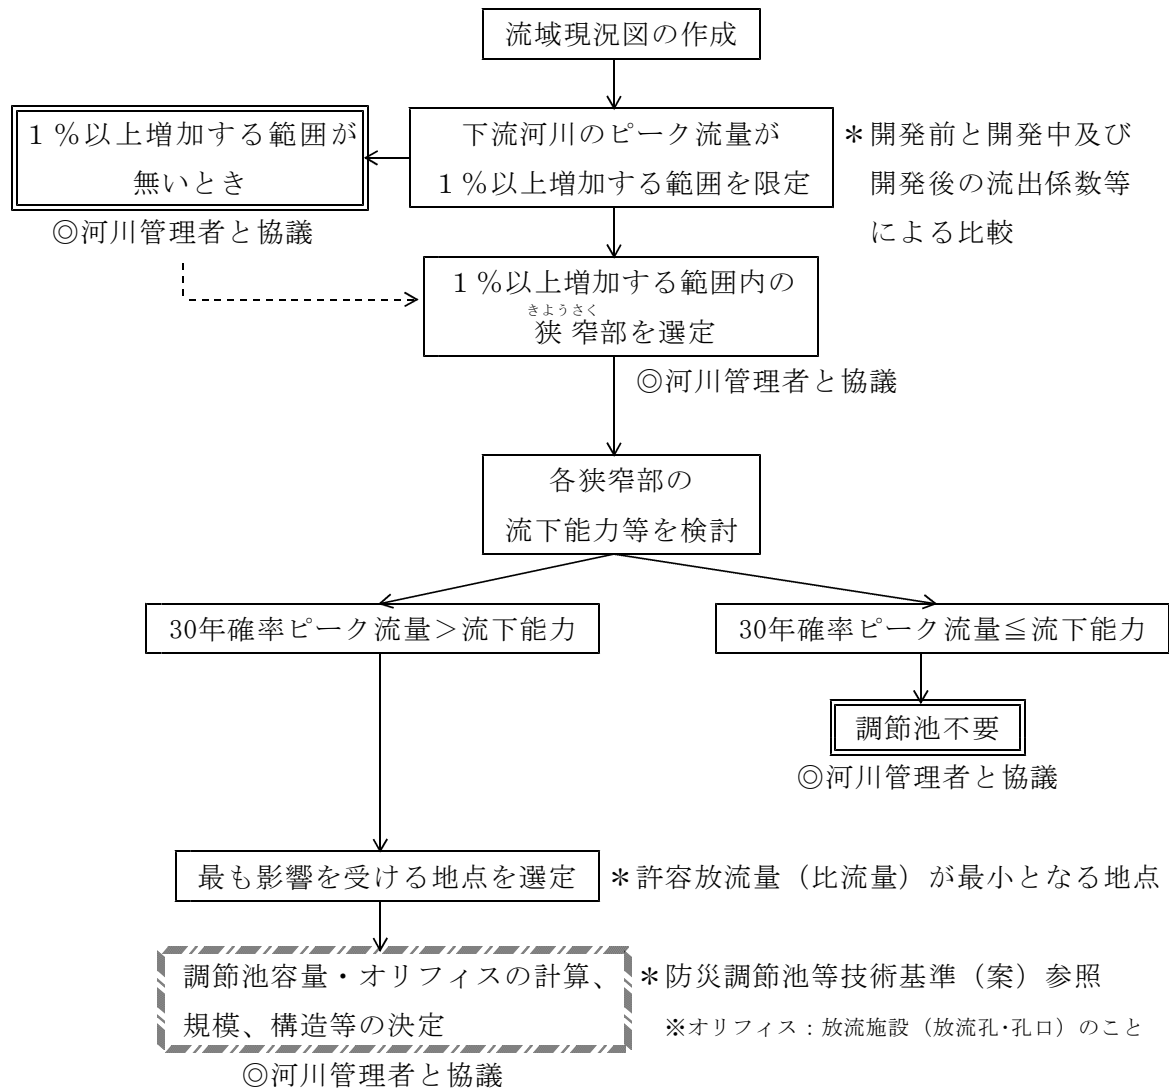 流域現況図の作成
1%以上増加する範囲が
無いとき
◎河川管理者と協議
下流河川のピーク流量が
1%以上増加する範囲を限定
＊開発前と開発中及び
開発後の流出係数等
による比較
1%以上増加する範囲内の
きようさく
狭窄部を選定
◎河川管理者と協議
各狭窄部の
流下能力等を検討
30年確率ピーク流量＞流下能力
30年確率ピーク流量≦流下能力
調節池不要
◎河川管理者と協議
最も影響を受ける地点を選定
＊許容放流量（比流量）が最小となる地点
調節池容量・オリフィスの計算、
規模、構造等の決定
＊防災調節池等技術基準（案）参照
※オリフィス：放流施設（放流孔･孔口）のこと
◎河川管理者と協議